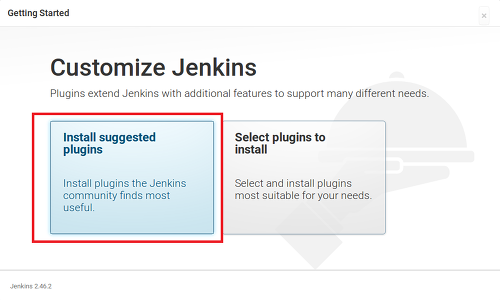 Getting Started
×
Customize Jenkins
Plugins extend Jenkins with additional features to support many different needs.
Install suggested
plugins
Install plugins the Jenkins
community finds most
useful.
Select plugins to
install
Select and install plugins
most suitable for your needs.
Jenkins 2.46.2